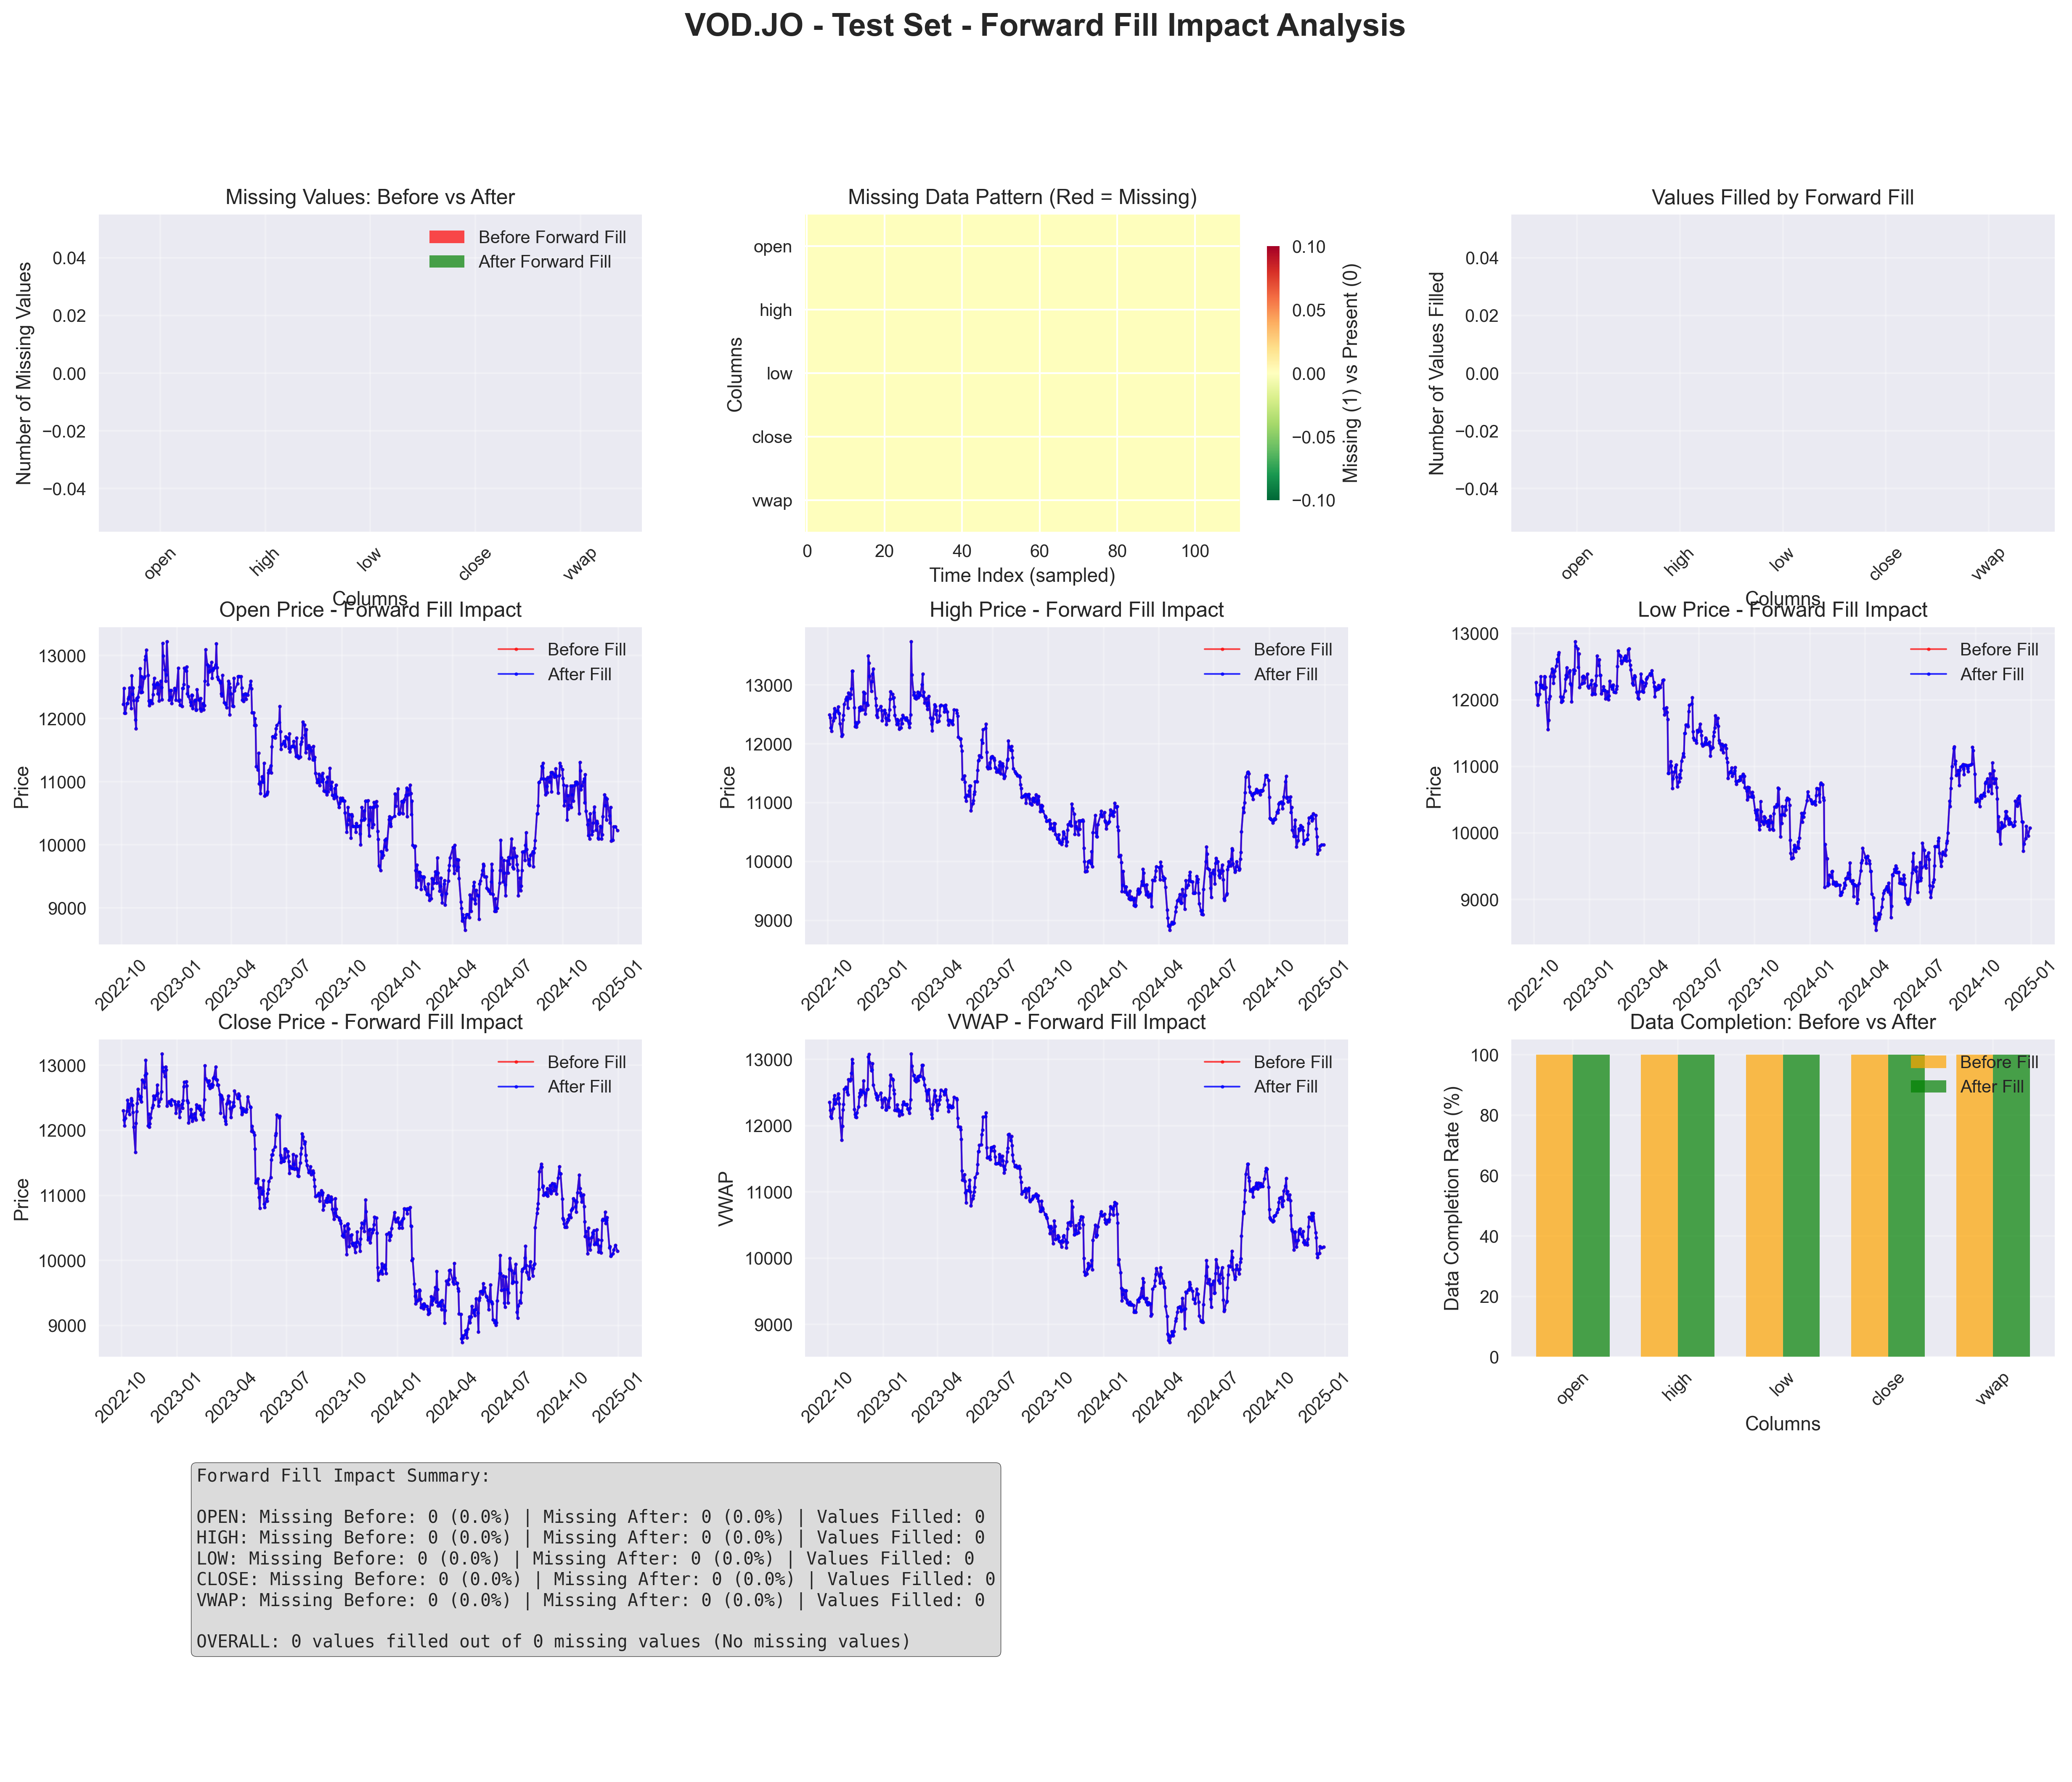 VOD.JO - Test Set - Forward Fill Impact Analysis
Missing Values: Before vs After
Number of Missing Values
0.04
0.02
0.00
−0.02
−0.04
Before Forward Fill
After Forward Fill
open
high
low
close
vwap
Columns
Missing Data Pattern (Red = Missing)
Columns
open
high
low
close
vwap
0
20
40
60
80
100
Time Index (sampled)
0.10
0.05
0.00
−0.05
−0.10
Missing (1) vs Present (0)
Values Filled by Forward Fill
Number of Values Filled
0.04
0.02
0.00
−0.02
−0.04
open
high
low
close
vwap
Columns
Open Price - Forward Fill Impact
Price
13000
12000
11000
10000
9000
Before Fill
After Fill
2022-10
2023-01
2023-04
2023-07
2023-10
2024-01
2024-04
2024-07
2024-10
2025-01
High Price - Forward Fill Impact
Price
13000
12000
11000
10000
9000
Before Fill
After Fill
2022-10
2023-01
2023-04
2023-07
2023-10
2024-01
2024-04
2024-07
2024-10
2025-01
Low Price - Forward Fill Impact
Price
13000
12000
11000
10000
9000
Before Fill
After Fill
2022-10
2023-01
2023-04
2023-07
2023-10
2024-01
2024-04
2024-07
2024-10
2025-01
Close Price - Forward Fill Impact
Price
13000
12000
11000
10000
9000
Before Fill
After Fill
2022-10
2023-01
2023-04
2023-07
2023-10
2024-01
2024-04
2024-07
2024-10
2025-01
VWAP - Forward Fill Impact
VWAP
13000
12000
11000
10000
9000
Before Fill
After Fill
2022-10
2023-01
2023-04
2023-07
2023-10
2024-01
2024-04
2024-07
2024-10
2025-01
Data Completion: Before vs After
Data Completion Rate (%)
100
80
60
40
20
0
Before Fill
After Fill
open
high
low
close
vwap
Columns
Forward Fill Impact Summary:
OPEN: Missing Before: 0 (0.0%) | Missing After: 0 (0.0%) | Values Filled: 0
HIGH: Missing Before: 0 (0.0%) | Missing After: 0 (0.0%) | Values Filled: 0
LOW: Missing Before: 0 (0.0%) | Missing After: 0 (0.0%) | Values Filled: 0
CLOSE: Missing Before: 0 (0.0%) | Missing After: 0 (0.0%) | Values Filled: 0
VWAP: Missing Before: 0 (0.0%) | Missing After: 0 (0.0%) | Values Filled: 0
OVERALL: 0 values filled out of 0 missing values (No missing values)